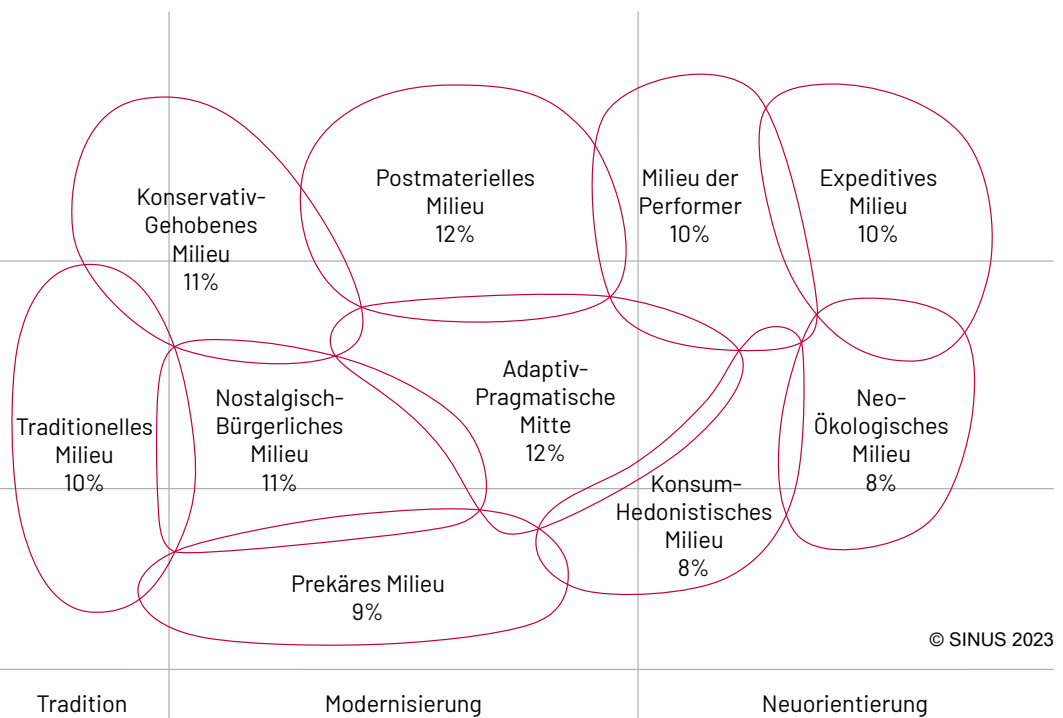 Konservativ-
Gehobenes
Milieu
11%
Postmaterielles
Milieu
12%
Milieu der
Performer
10%
Expeditives
Milieu
10%
Traditionelles
Milieu
10%
Nostalgisch-
Bürgerliches
Milieu
11%
Adaptiv-
Pragmatische
Mitte
12%
Neo-
Ökologisches
Milieu
8%
Konsum-
Hedonistisches
Milieu
8%
Prekäres Milieu
9%
© SINUS 2023
Tradition
Modernisierung
Neuorientierung